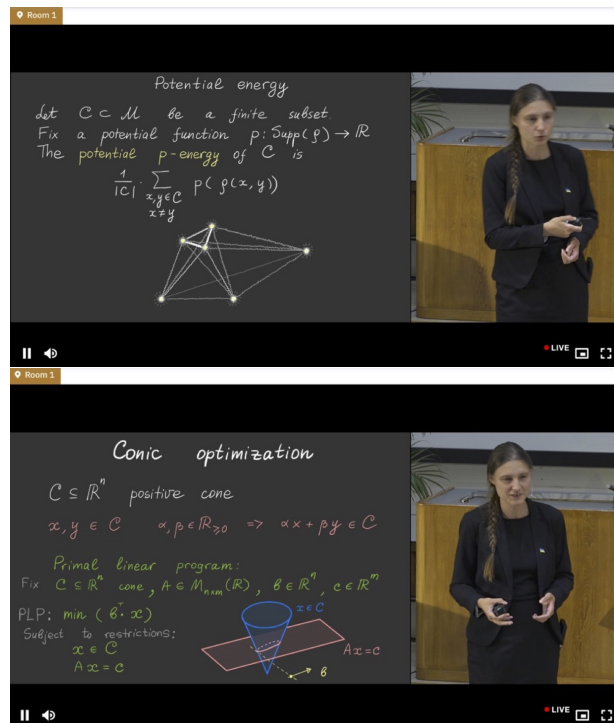 Room 1
Potential energy
Let C ⊂ M be a finite subset.
Fix a potential function p: Supp(ρ) → ℝ
The potential p-energy of C is
1/|C| · ∑ p( ρ(x,y))
x,y∈C
x≠y
LIVE
Room 1
Conic optimization
C ⊆ ℝⁿ positive cone
x, y ∈ C α, β ∈ ℝ≥0 => αx + βy ∈ C
Primal linear program:
Fix C ⊆ ℝⁿ cone, A ∈ Mₙₓₘ(ℝ), b ∈ ℝⁿ, c ∈ ℝᵐ
PLP: min ( bᵀ· x)
Subject to restrictions:
x ∈ C
Ax = c
x ∈ C
Ax = c
b
LIVE